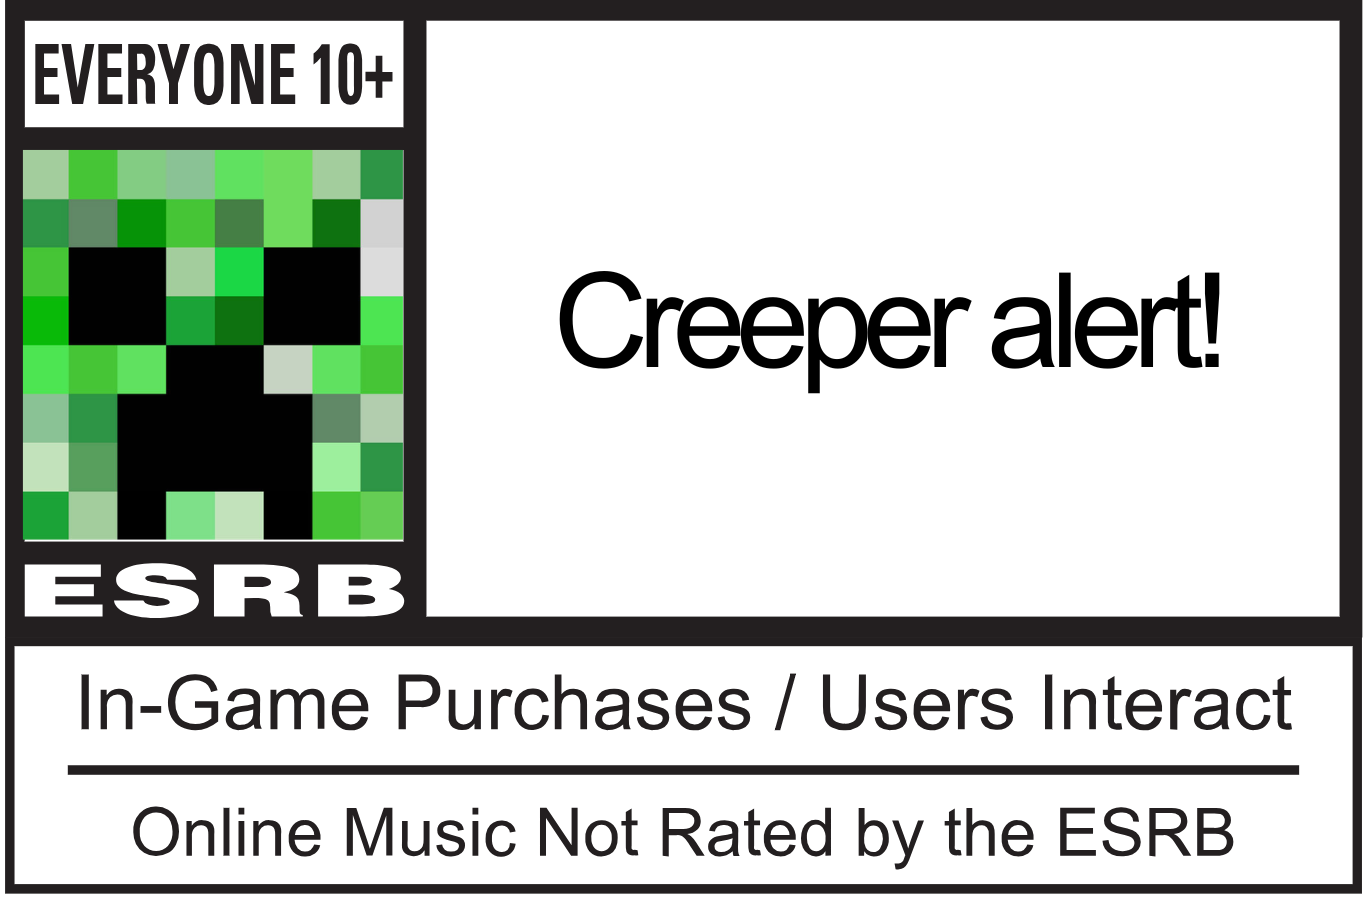 EVERYONE 10+
Creeper alert!
ESRB
In-Game Purchases / Users Interact
Online Music Not Rated by the ESRB